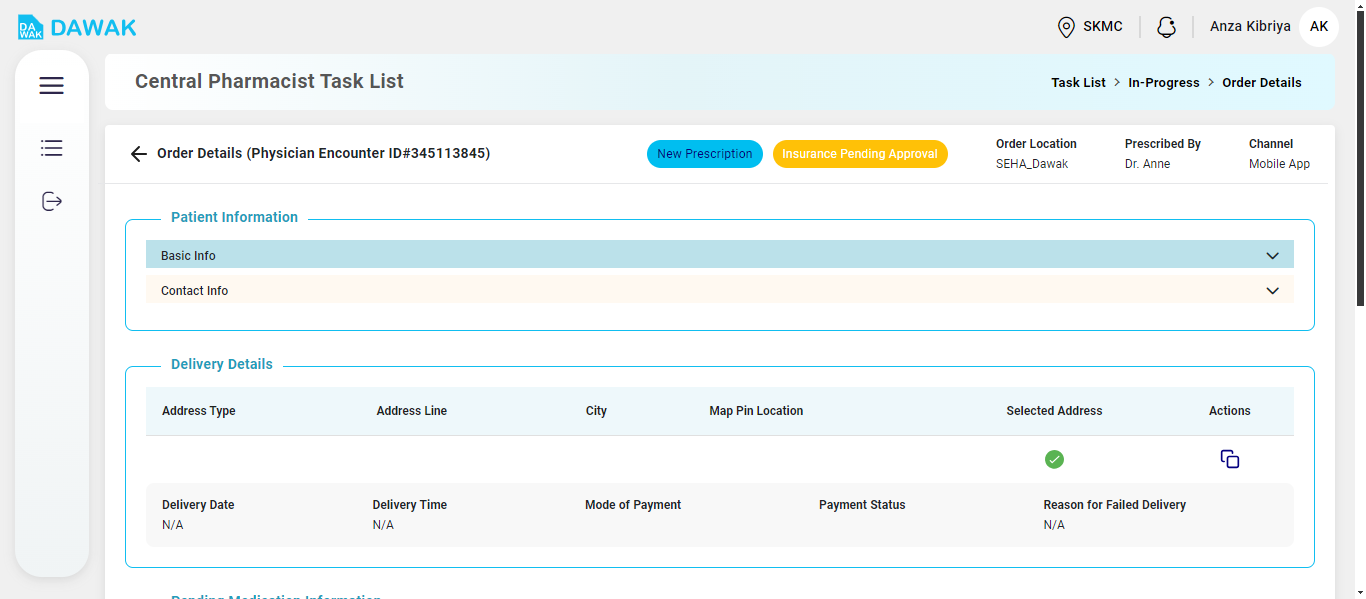 DA
WAK
DAWAK
SKMC
Anza Kibriya
AK
Central Pharmacist Task List
Task List > In-Progress > Order Details
Order Details (Physician Encounter ID#345113845)
New Prescription
Insurance Pending Approval
Order Location
SEHA_Dawak
Prescribed By
Dr. Anne
Channel
Mobile App
Patient Information
Basic Info
Contact Info
Delivery Details
Address Type Address Line City Map Pin Location Selected Address Actions
Delivery Date Delivery Time Mode of Payment Payment Status Reason for Failed Delivery
N/A N/A N/A
Pending Medication Information